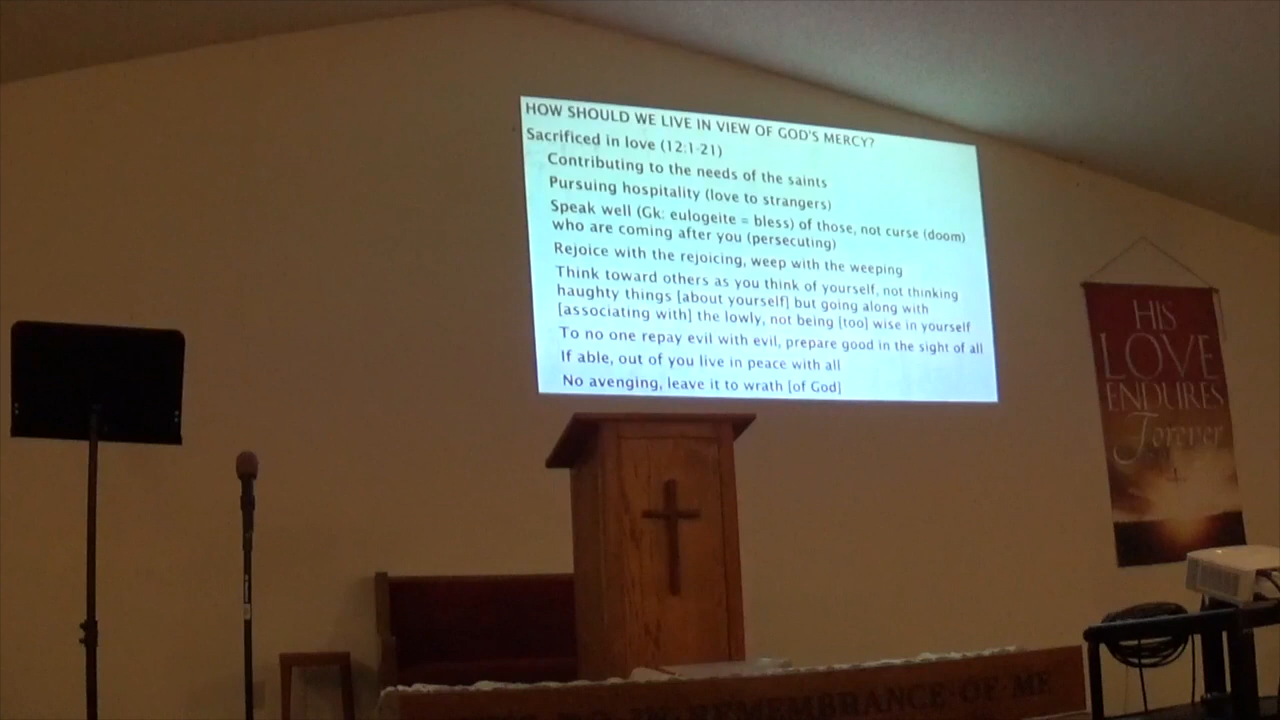 HOW SHOULD WE LIVE IN VIEW OF GOD'S MERCY?
Sacrificed in love (12:1-21)
Contributing to the needs of the saints
Pursuing hospitality (love to strangers)
Speak well (Gk: eulogeite = bless) of those, not curse (doom)
who are coming after you (persecuting)
Rejoice with the rejoicing, weep with the weeping
Think toward others as you think of yourself, not thinking
haughty things [about yourself] but going along with
[associating with] the lowly, not being [too] wise in yourself
To no one repay evil with evil, prepare good in the sight of all
If able, out of you live in peace with all
No avenging, leave it to wrath [of God]
HIS
LOVE
ENDURES
Forever
IN·REMEMBRANCE·OF·ME